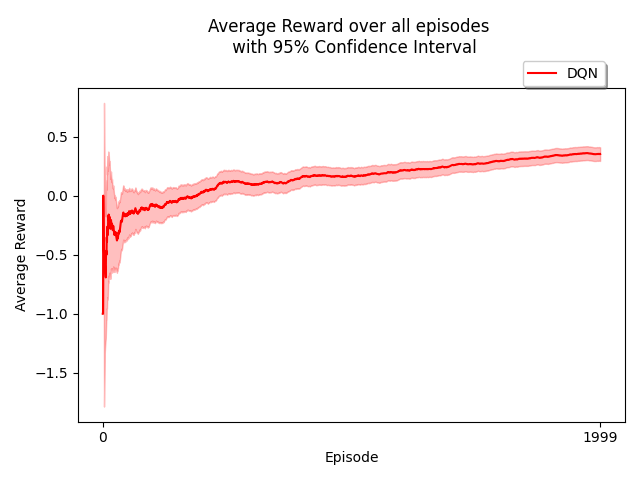 Average Reward over all episodes
with 95% Confidence Interval
DQN
0.5
0.0
−0.5
−1.0
−1.5
Average Reward
0
1999
Episode